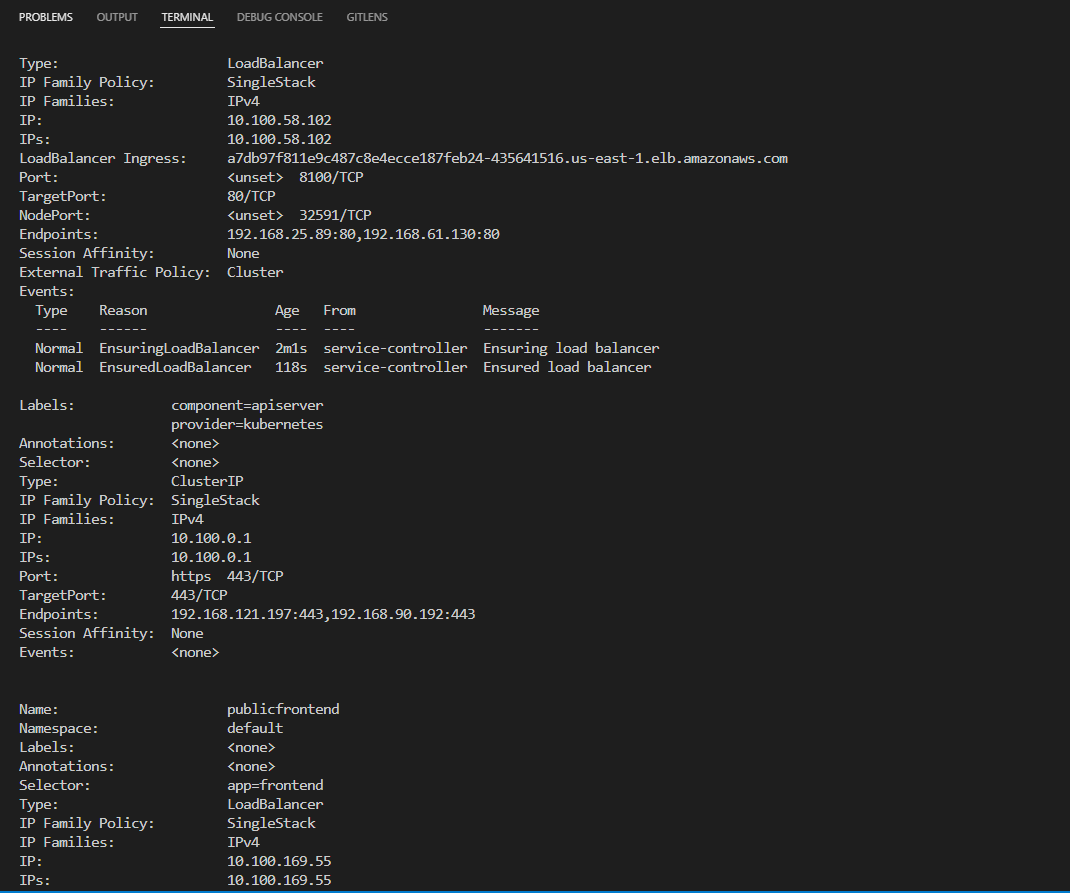 PROBLEMS OUTPUT TERMINAL DEBUG CONSOLE GITLENS
Type: LoadBalancer
IP Family Policy: SingleStack
IP Families: IPv4
IP: 10.100.58.102
IPs: 10.100.58.102
LoadBalancer Ingress: a7db97f811e9c487c8e4ecce187feb24-435641516.us-east-1.elb.amazonaws.com
Port: <unset> 8100/TCP
TargetPort: 80/TCP
NodePort: <unset> 32591/TCP
Endpoints: 192.168.25.89:80,192.168.61.130:80
Session Affinity: None
External Traffic Policy: Cluster
Events:
Type Reason Age From Message
---- ------ ---- ---- -------
Normal EnsuringLoadBalancer 2m1s service-controller Ensuring load balancer
Normal EnsuredLoadBalancer 118s service-controller Ensured load balancer
Labels: component=apiserver
provider=kubernetes
Annotations: <none>
Selector: <none>
Type: ClusterIP
IP Family Policy: SingleStack
IP Families: IPv4
IP: 10.100.0.1
IPs: 10.100.0.1
Port: https 443/TCP
TargetPort: 443/TCP
Endpoints: 192.168.121.197:443,192.168.90.192:443
Session Affinity: None
Events: <none>
Name: publicfrontend
Namespace: default
Labels: <none>
Annotations: <none>
Selector: app=frontend
Type: LoadBalancer
IP Family Policy: SingleStack
IP Families: IPv4
IP: 10.100.169.55
IPs: 10.100.169.55